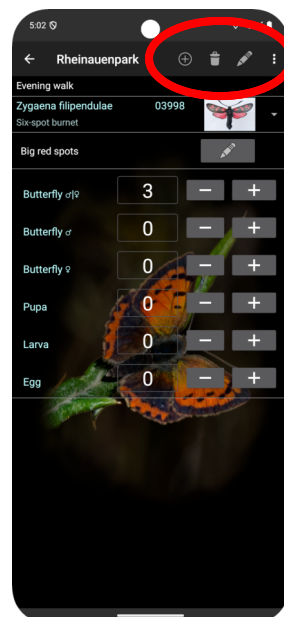 5:02
Rheinauenpark
Evening walk
Zygaena filipendulae 03998
Six-spot burnet
Big red spots
Butterfly ♂|♀ 3
Butterfly ♂ 0
Butterfly ♀ 0
Pupa 0
Larva 0
Egg 0